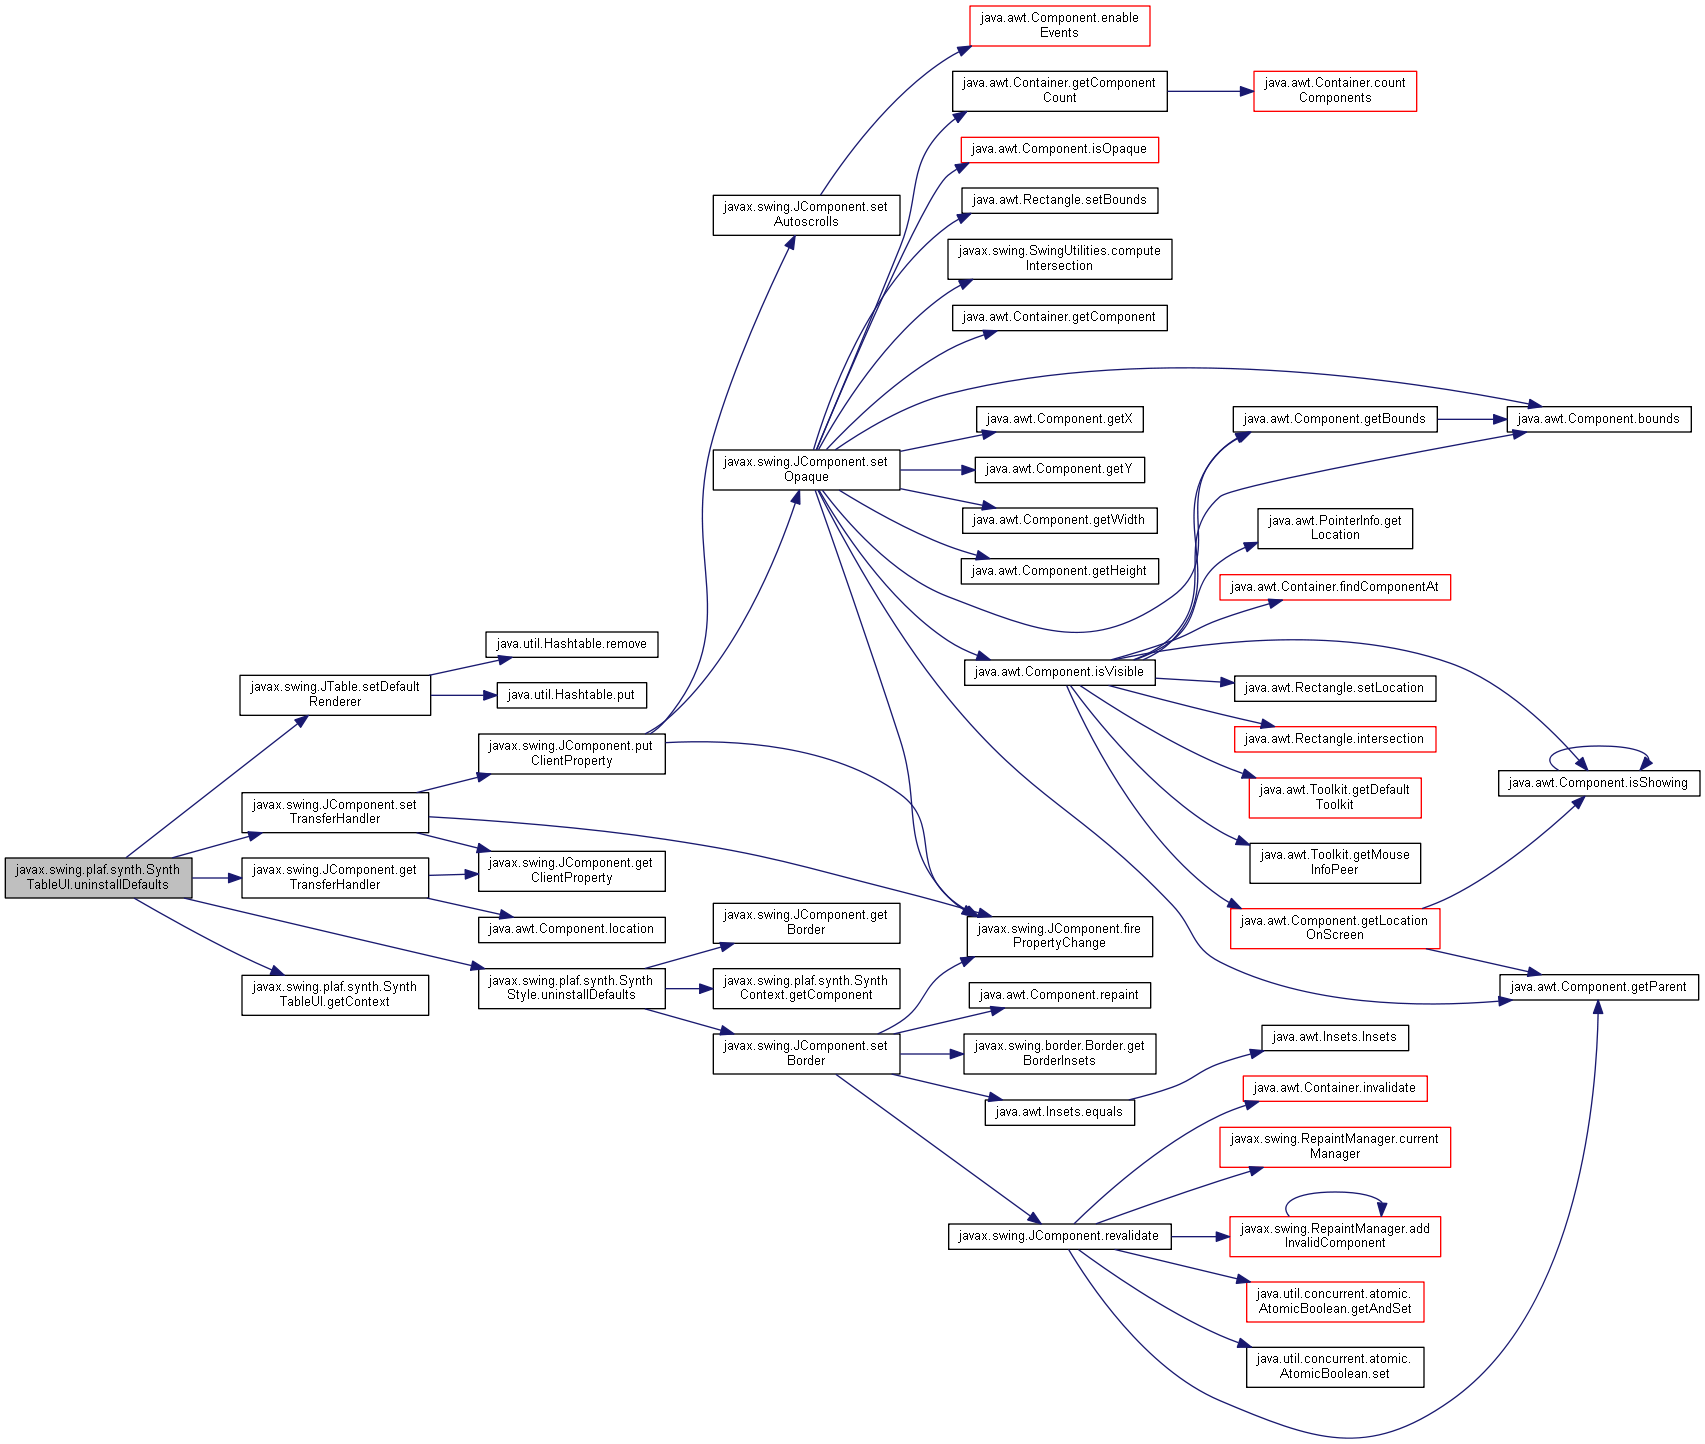 java.awt.Component.enable
Events
java.awt.Container.getComponent
Count
java.awt.Container.count
Components
java.awt.Component.isOpaque
java.awt.Rectangle.setBounds
javax.swing.JComponent.set
Autoscrolls
javax.swing.SwingUtilities.compute
Intersection
java.awt.Container.getComponent
java.awt.Component.getX
java.awt.Component.getBounds
java.awt.Component.bounds
javax.swing.JComponent.set
Opaque
java.awt.Component.getY
java.awt.Component.getWidth
java.awt.PointerInfo.get
Location
java.awt.Component.getHeight
java.awt.Container.findComponentAt
java.util.Hashtable.remove
java.awt.Component.isVisible
javax.swing.JTable.setDefault
Renderer
java.util.Hashtable.put
java.awt.Rectangle.setLocation
java.awt.Rectangle.intersection
javax.swing.JComponent.put
ClientProperty
java.awt.Component.isShowing
java.awt.Toolkit.getDefault
Toolkit
javax.swing.JComponent.set
TransferHandler
java.awt.Toolkit.getMouse
InfoPeer
javax.swing.JComponent.get
ClientProperty
javax.swing.plaf.synth.Synth
TableUI.uninstallDefaults
javax.swing.JComponent.get
TransferHandler
java.awt.Component.location
javax.swing.JComponent.get
Border
javax.swing.JComponent.fire
PropertyChange
java.awt.Component.getLocation
OnScreen
javax.swing.plaf.synth.Synth
TableUI.getContext
javax.swing.plaf.synth.Synth
Style.uninstallDefaults
javax.swing.plaf.synth.Synth
Context.getComponent
java.awt.Component.repaint
java.awt.Component.getParent
javax.swing.JComponent.set
Border
javax.swing.border.Border.get
BorderInsets
java.awt.Insets.Insets
java.awt.Insets.equals
java.awt.Container.invalidate
javax.swing.RepaintManager.current
Manager
javax.swing.JComponent.revalidate
javax.swing.RepaintManager.add
InvalidComponent
java.util.concurrent.atomic.
AtomicBoolean.getAndSet
java.util.concurrent.atomic.
AtomicBoolean.set